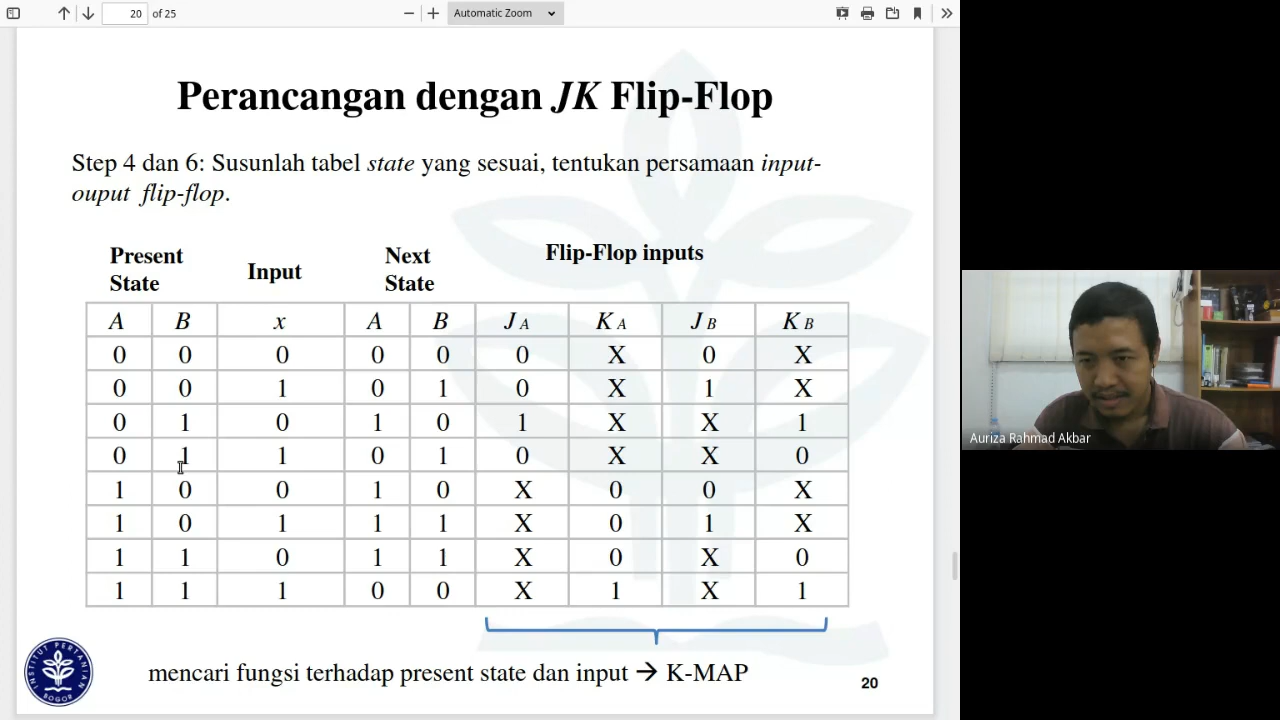 20 of 25
Automatic Zoom
Perancangan dengan JK Flip-Flop
Step 4 dan 6: Susunlah tabel state yang sesuai, tentukan persamaan input-
ouput flip-flop.
Present State Input Next State Flip-Flop inputs
A B x A B J A K A J B K B
0 0 0 0 0 0 X 0 X
0 0 1 0 1 0 X 1 X
0 1 0 1 0 1 X X 1
0 1 1 0 1 0 X X 0
1 0 0 1 0 X 0 0 X
1 0 1 1 1 X 0 1 X
1 1 0 1 1 X 0 X 0
1 1 1 0 0 X 1 X 1
mencari fungsi terhadap present state dan input → K-MAP
20
INSTITUT PERTANIAN
BOGOR
Auriza Rahmad Akbar